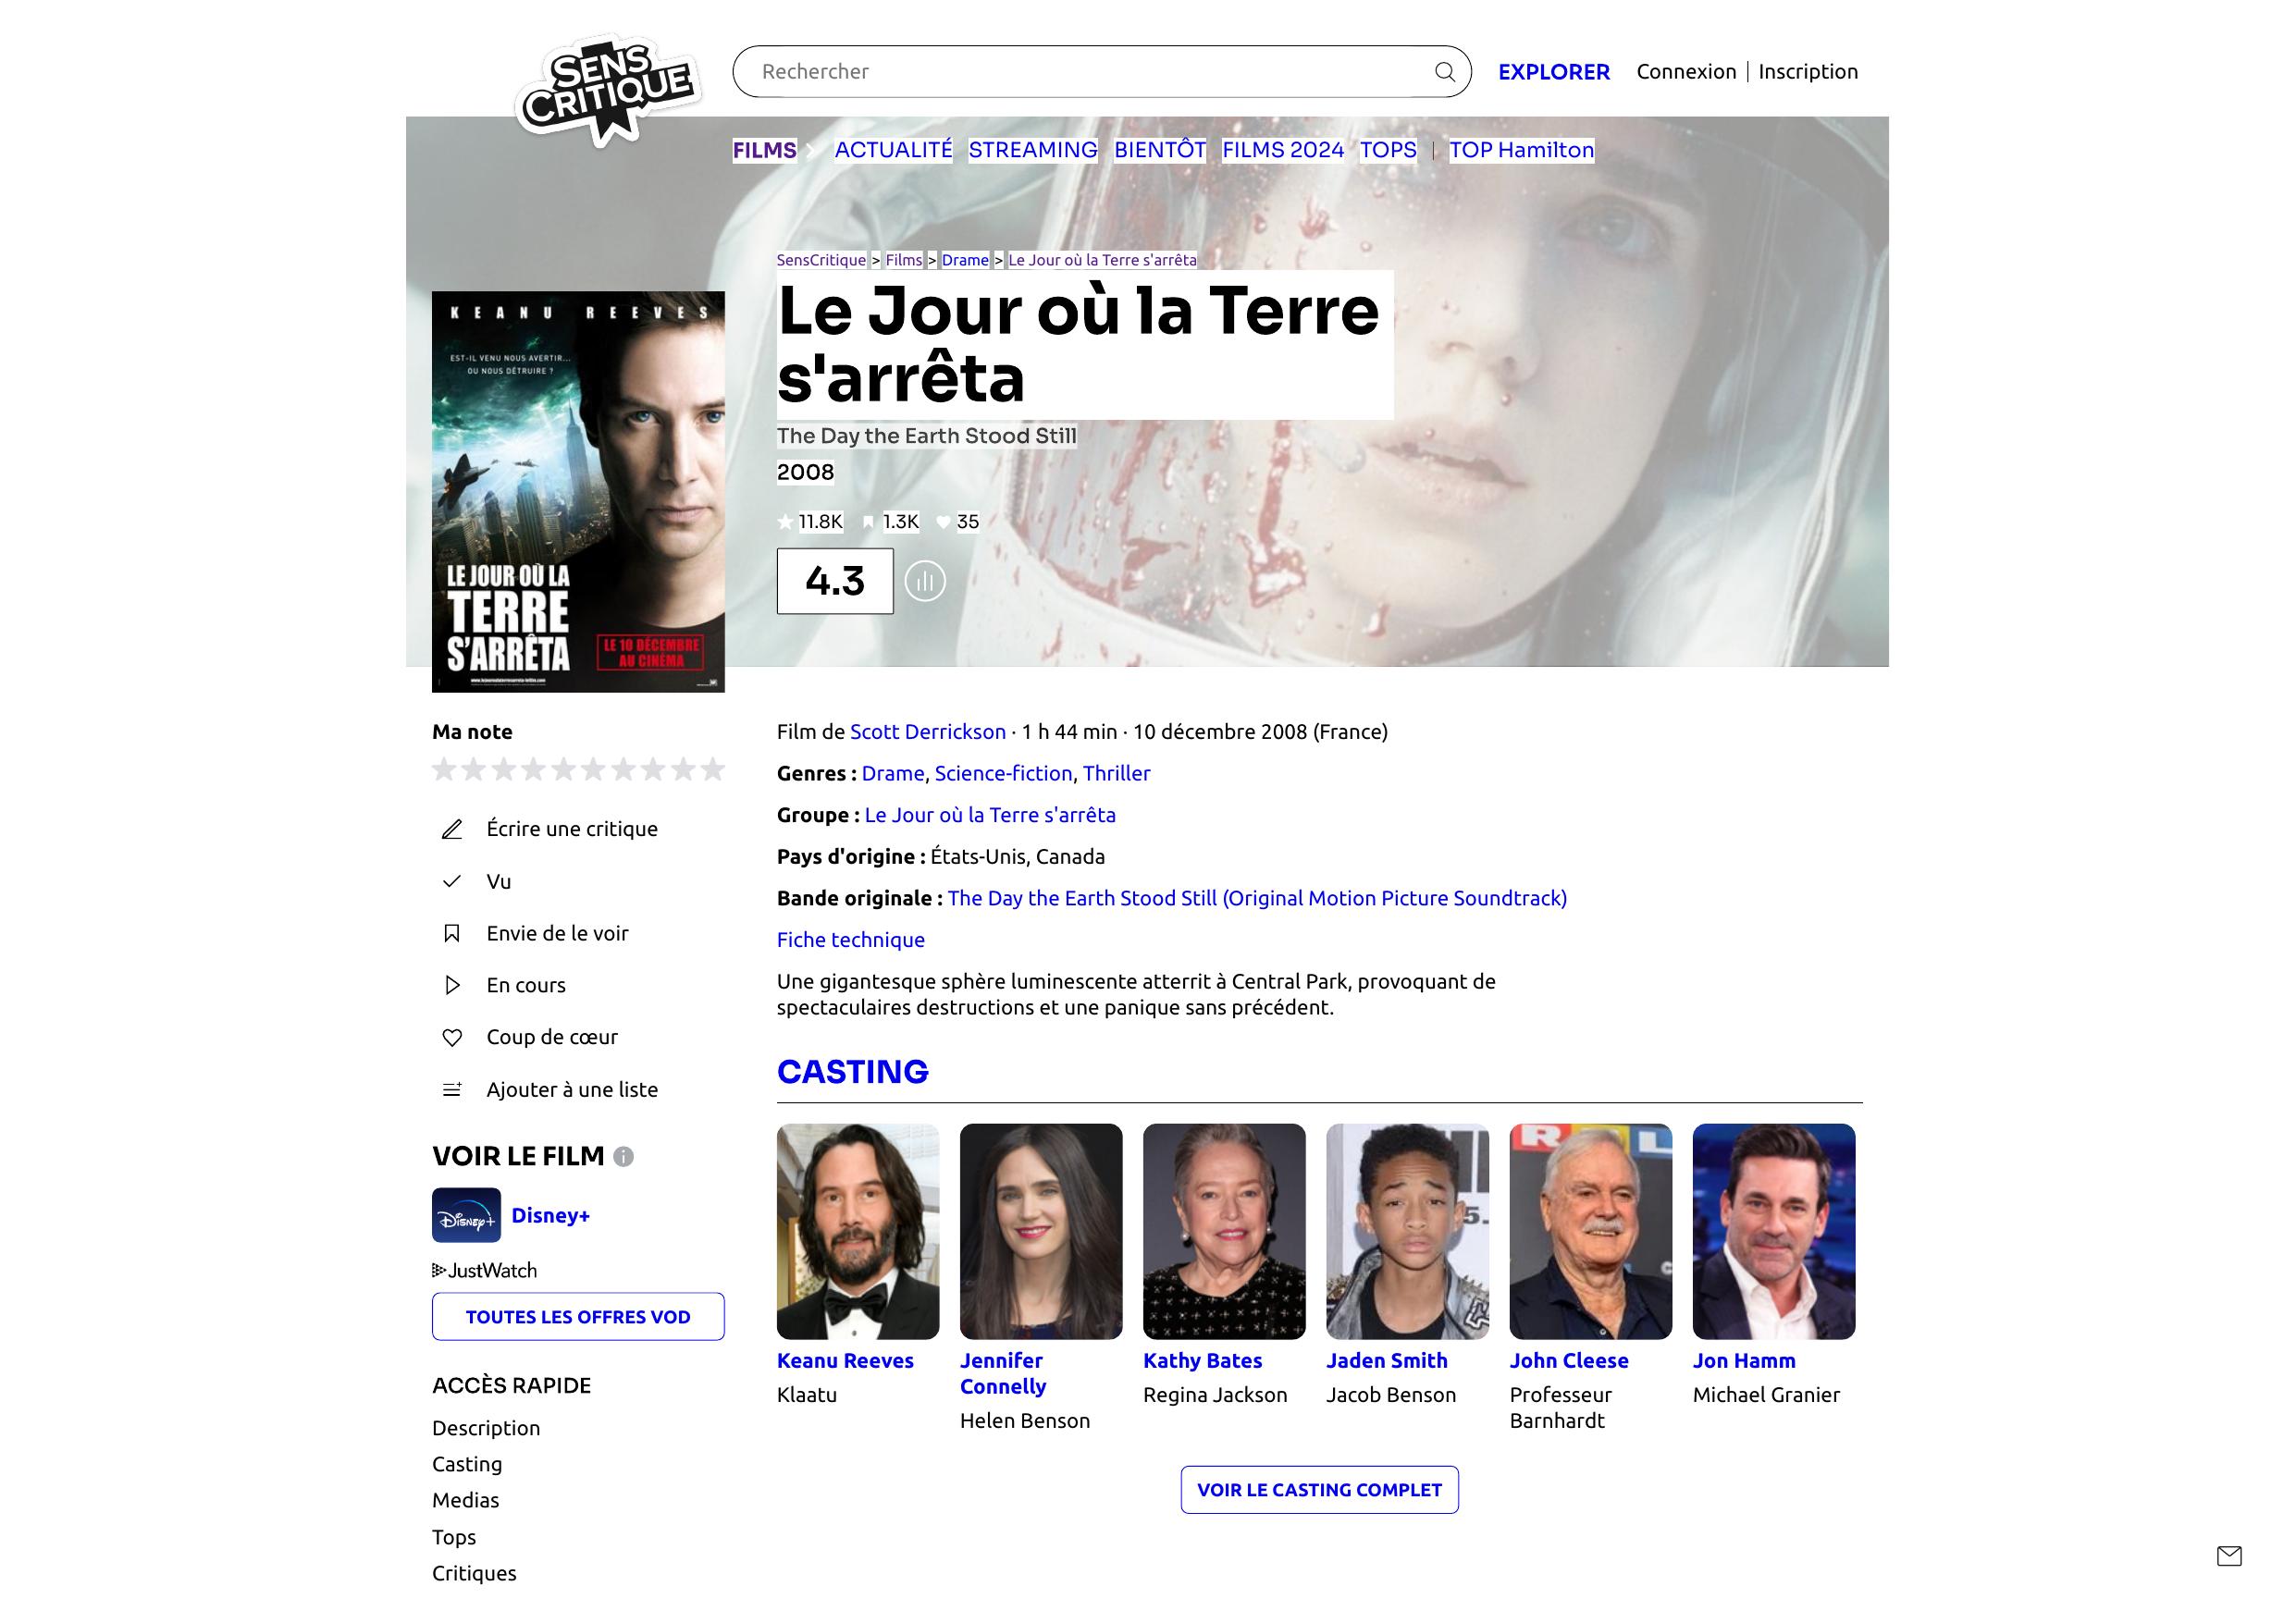 SENS
CRITIQUE
Rechercher
EXPLORER
Connexion | Inscription
FILMS ACTUALITÉ STREAMING BIENTÔT FILMS 2024 TOPS | TOP Hamilton
SensCritique > Films > Drame > Le Jour où la Terre s'arrêta
Le Jour où la Terre
s'arrêta
The Day the Earth Stood Still
2008
11.8K 1.3K 35
4.3
KEANU REEVES
EST-IL VENU NOUS AVERTIR...
OU NOUS DÉTRUIRE ?
LE JOUR OÙ LA
TERRE
S'ARRÊTA
LE 10 DÉCEMBRE
AU CINÉMA
Ma note
Écrire une critique
Vu
Envie de le voir
En cours
Coup de cœur
Ajouter à une liste
VOIR LE FILM
Disney+
Disney+
JustWatch
TOUTES LES OFFRES VOD
ACCÈS RAPIDE
Description
Casting
Medias
Tops
Critiques
Film de Scott Derrickson · 1 h 44 min · 10 décembre 2008 (France)
Genres : Drame, Science-fiction, Thriller
Groupe : Le Jour où la Terre s'arrêta
Pays d'origine : États-Unis, Canada
Bande originale : The Day the Earth Stood Still (Original Motion Picture Soundtrack)
Fiche technique
Une gigantesque sphère luminescente atterrit à Central Park, provoquant de
spectaculaires destructions et une panique sans précédent.
CASTING
Keanu Reeves
Klaatu
Jennifer
Connelly
Helen Benson
Kathy Bates
Regina Jackson
Jaden Smith
Jacob Benson
John Cleese
Professeur
Barnhardt
Jon Hamm
Michael Granier
VOIR LE CASTING COMPLET